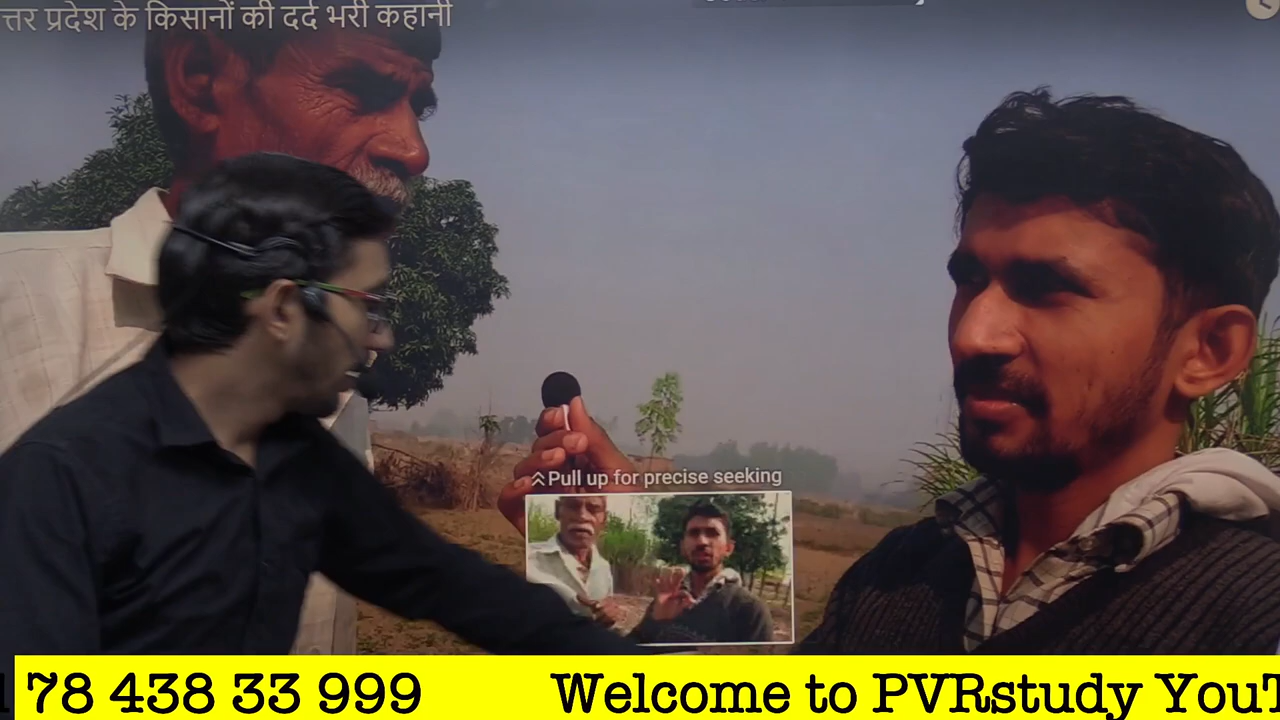 त्तर प्रदेश के किसानों की दर्द भरी कहानी
Pull up for precise seeking
78 438 33 999 Welcome to PVRstudy YouT